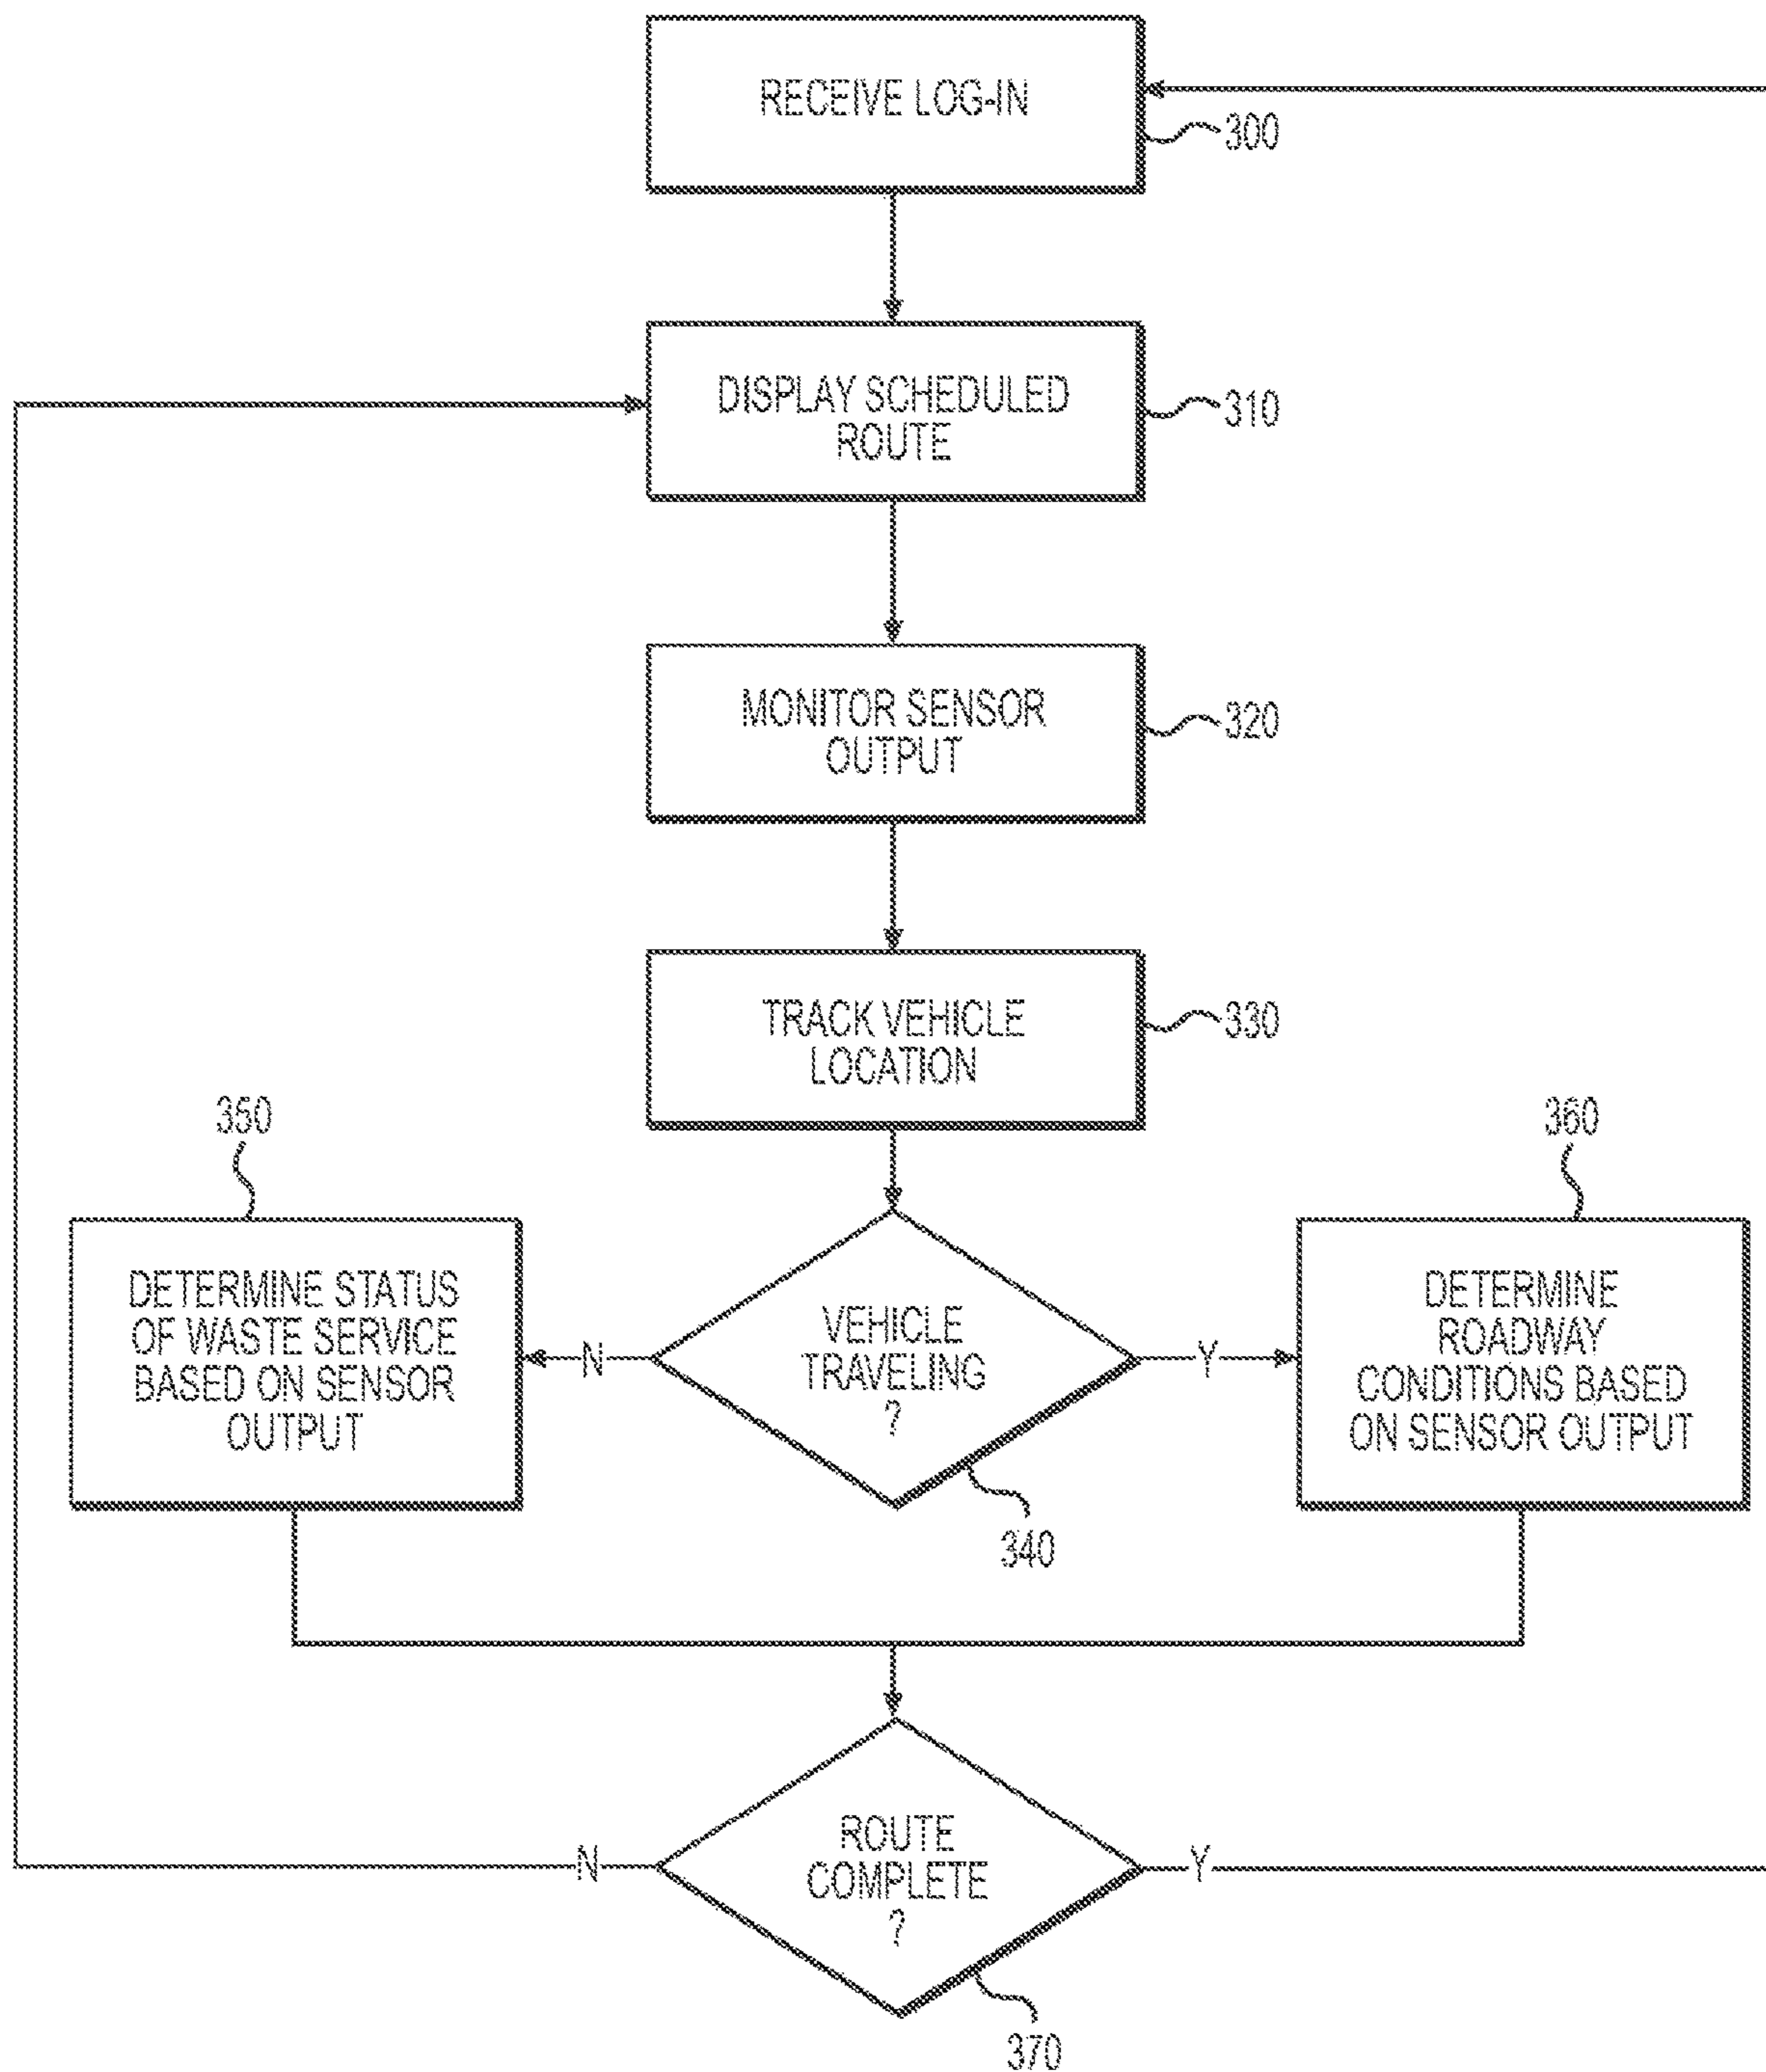 RECEIVE LOG-IN
300
DISPLAY SCHEDULED
ROUTE
310
MONITOR SENSOR
OUTPUT
320
TRACK VEHICLE
LOCATION
330
350
360
DETERMINE STATUS
OF WASTE SERVICE
BASED ON SENSOR
OUTPUT
N
VEHICLE
TRAVELING
?
Y
DETERMINE
ROADWAY
CONDITIONS BASED
ON SENSOR OUTPUT
340
N
ROUTE
COMPLETE
?
Y
370